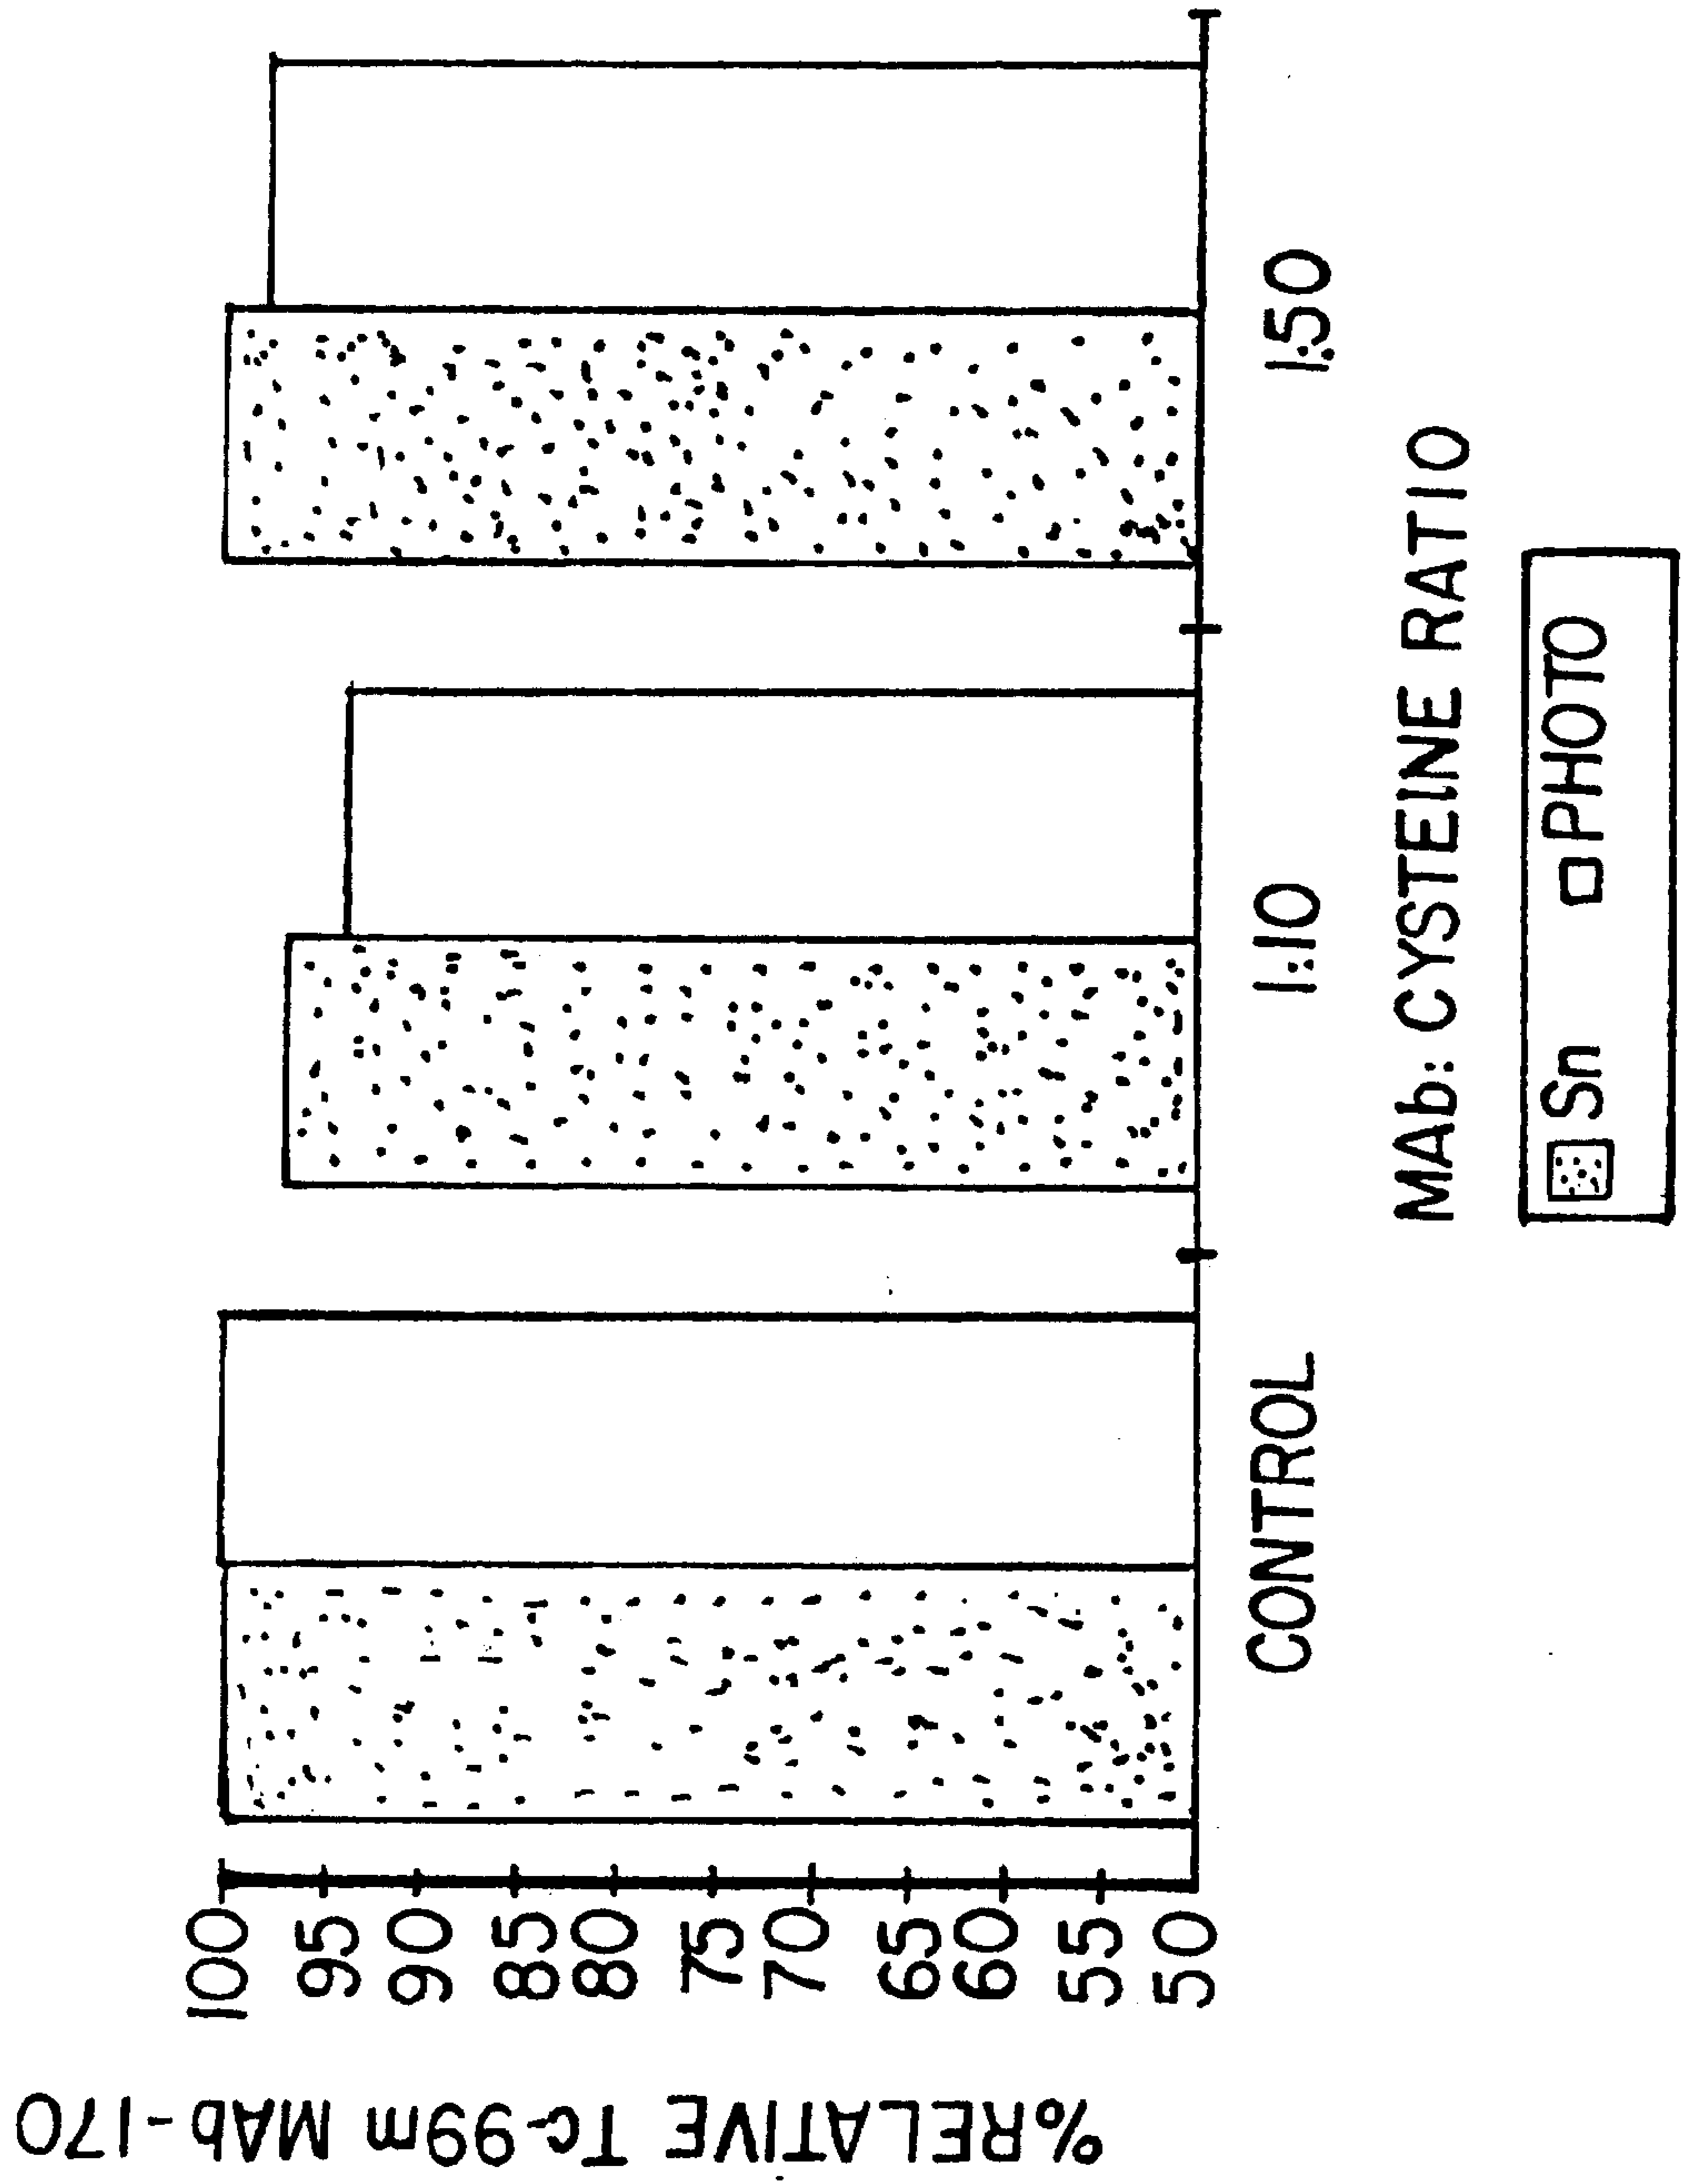 %RELATIVE Tc-99m MAb-170
100
95
90
85
80
75
70
65
60
55
50
CONTROL
1:10
1:50
MAb: CYSTEINE RATIO
Sn
PHOTO